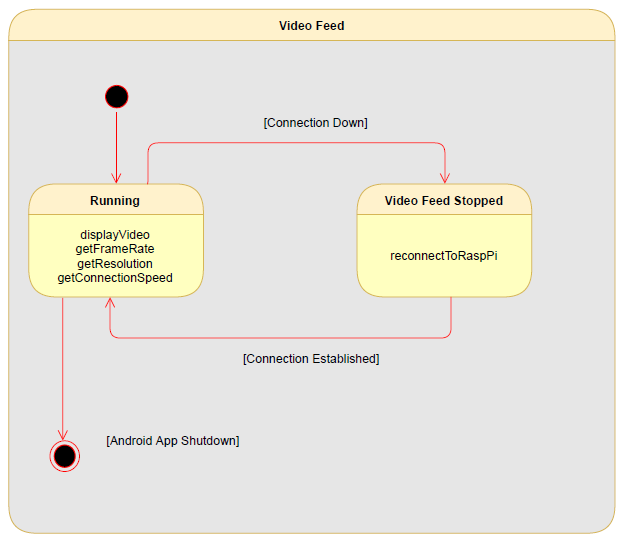 Video Feed
[Connection Down]
Running
Video Feed Stopped
displayVideo
getFrameRate
getResolution
getConnectionSpeed
reconnectToRaspPi
[Connection Established]
[Android App Shutdown]